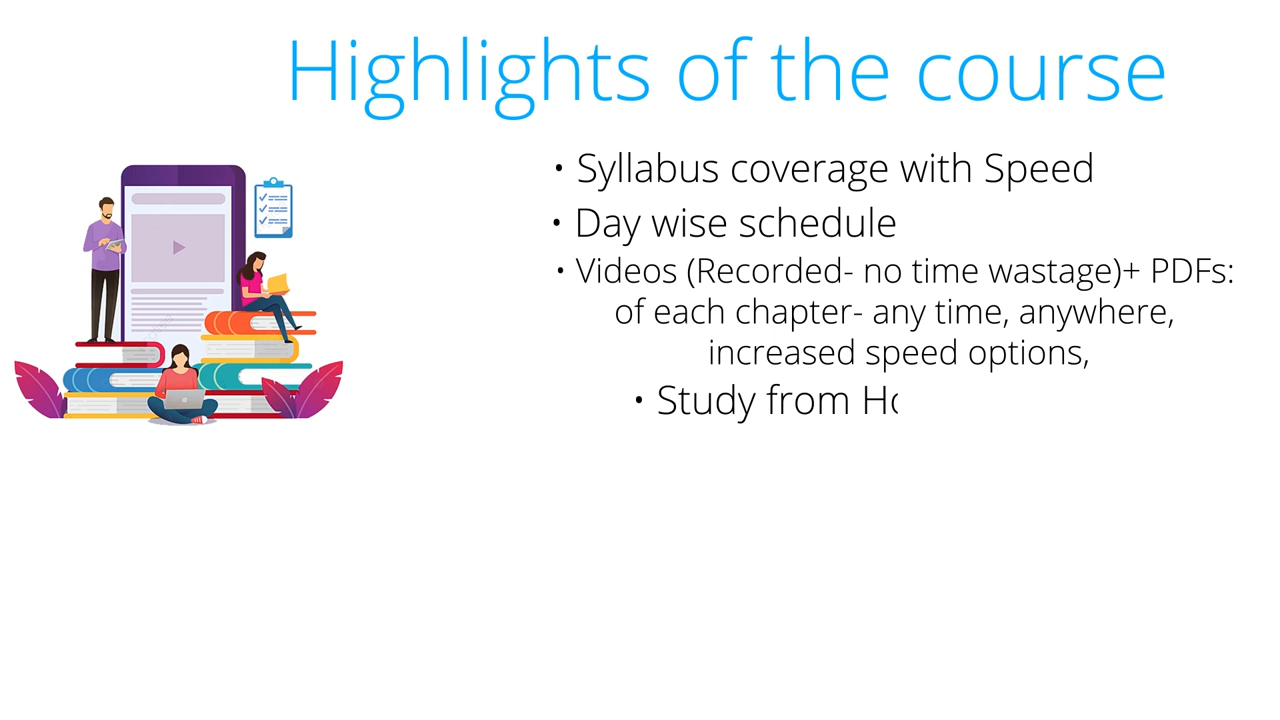 Highlights of the course
• Syllabus coverage with Speed
• Day wise schedule
• Videos (Recorded- no time wastage)+ PDFs:
of each chapter- any time, anywhere,
increased speed options,
• Study from